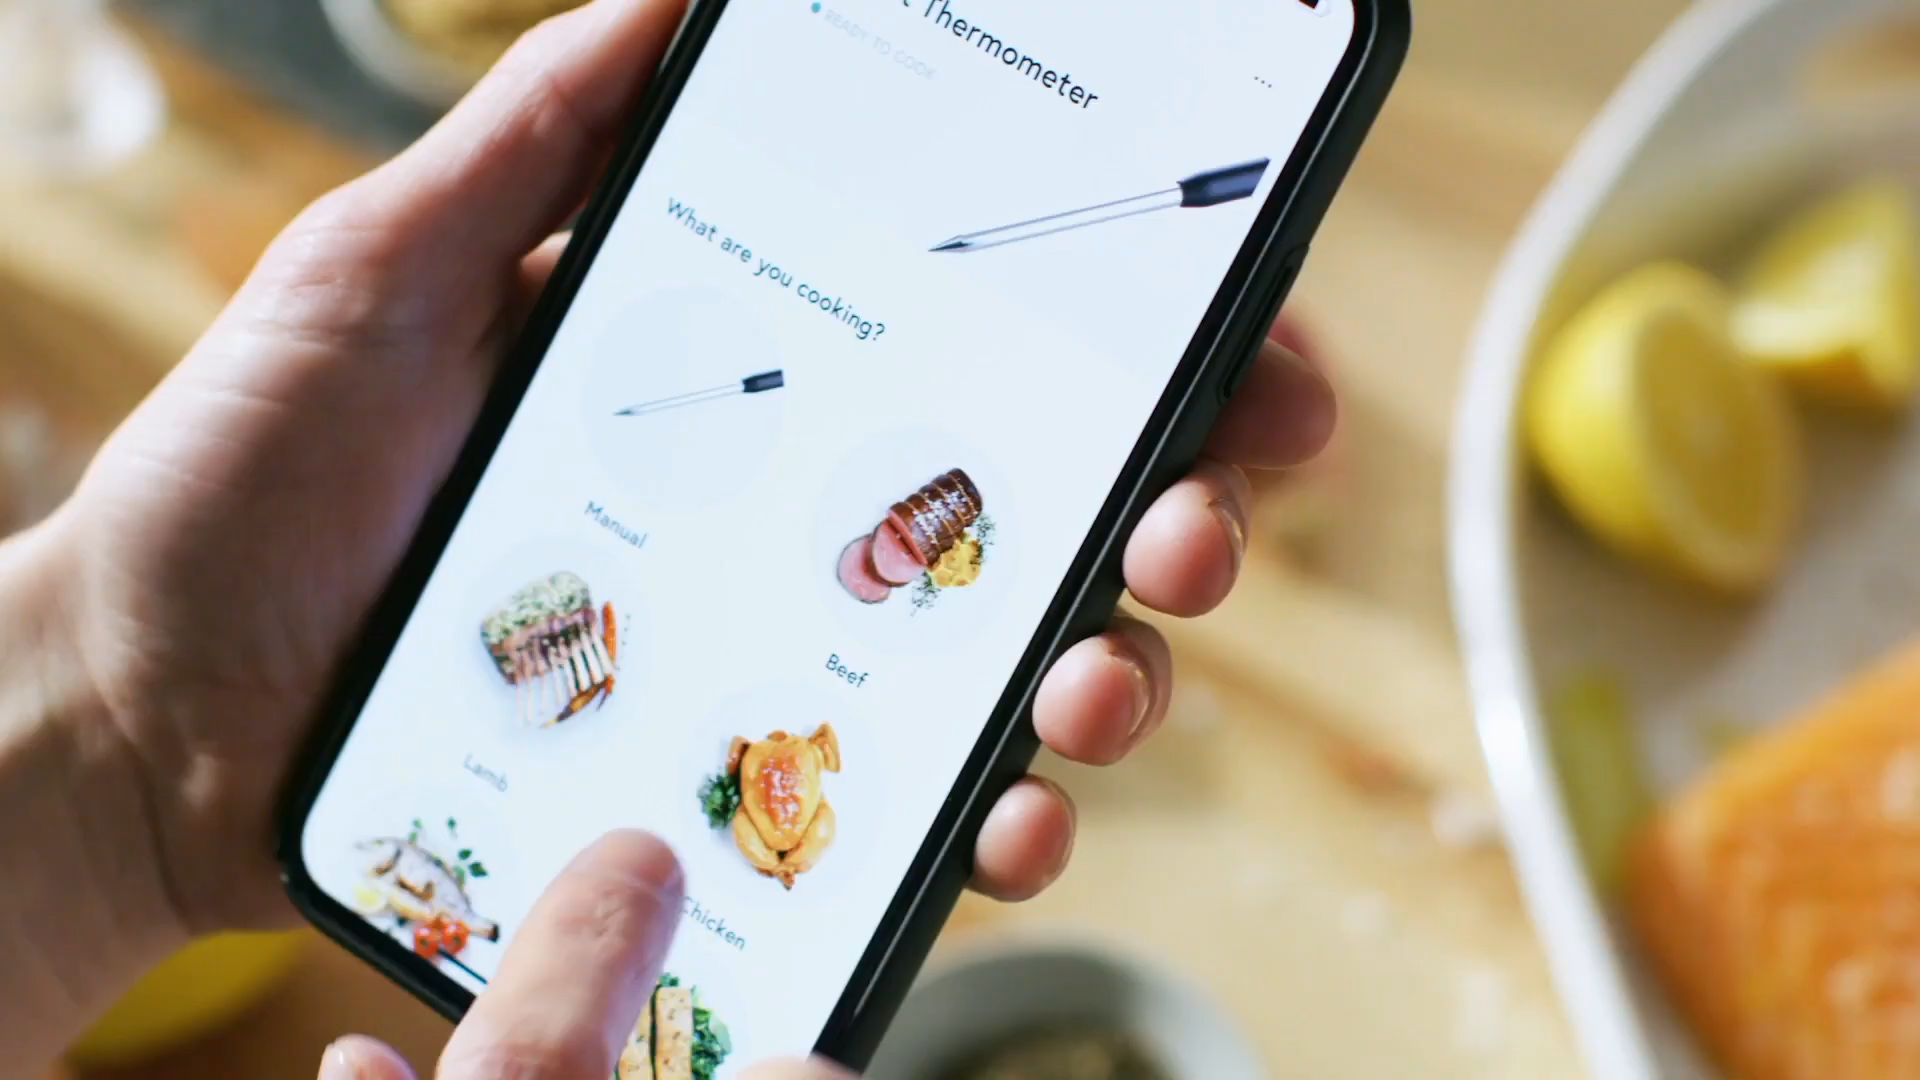 Thermometer
READY TO COOK
What are you cooking?
Manual
Beef
Lamb
Chicken